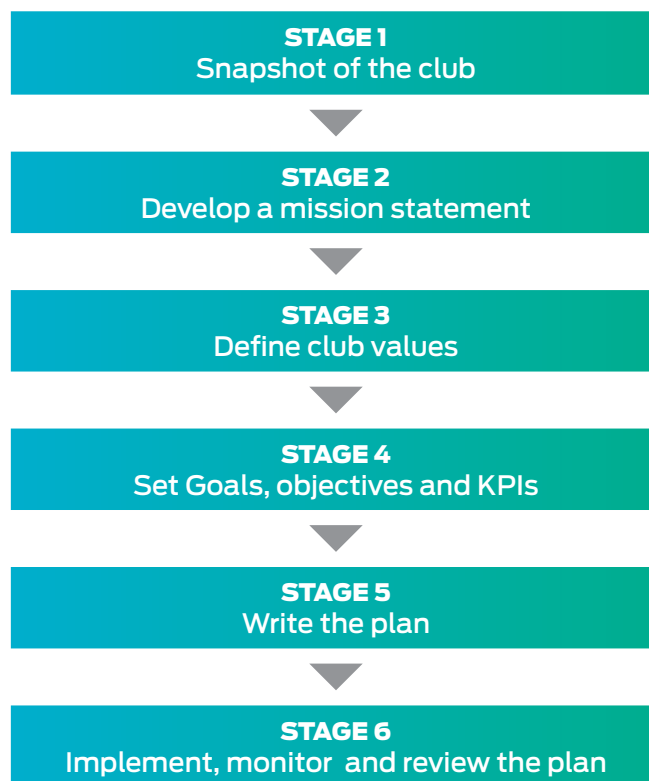 STAGE 1
Snapshot of the club
STAGE 2
Develop a mission statement
STAGE 3
Define club values
STAGE 4
Set Goals, objectives and KPIs
STAGE 5
Write the plan
STAGE 6
Implement, monitor and review the plan